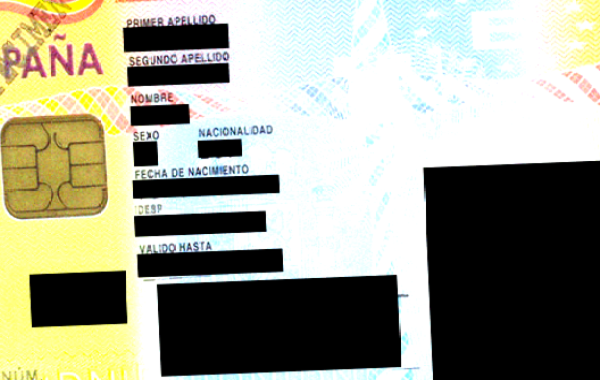 PRIMER APELLIDO
PAÑA
SEGUNDO APELLIDO
NOMBRE
SEXO NACIONALIDAD
FECHA DE NACIMIENTO
IDESP
VALIDO HASTA
NÚM